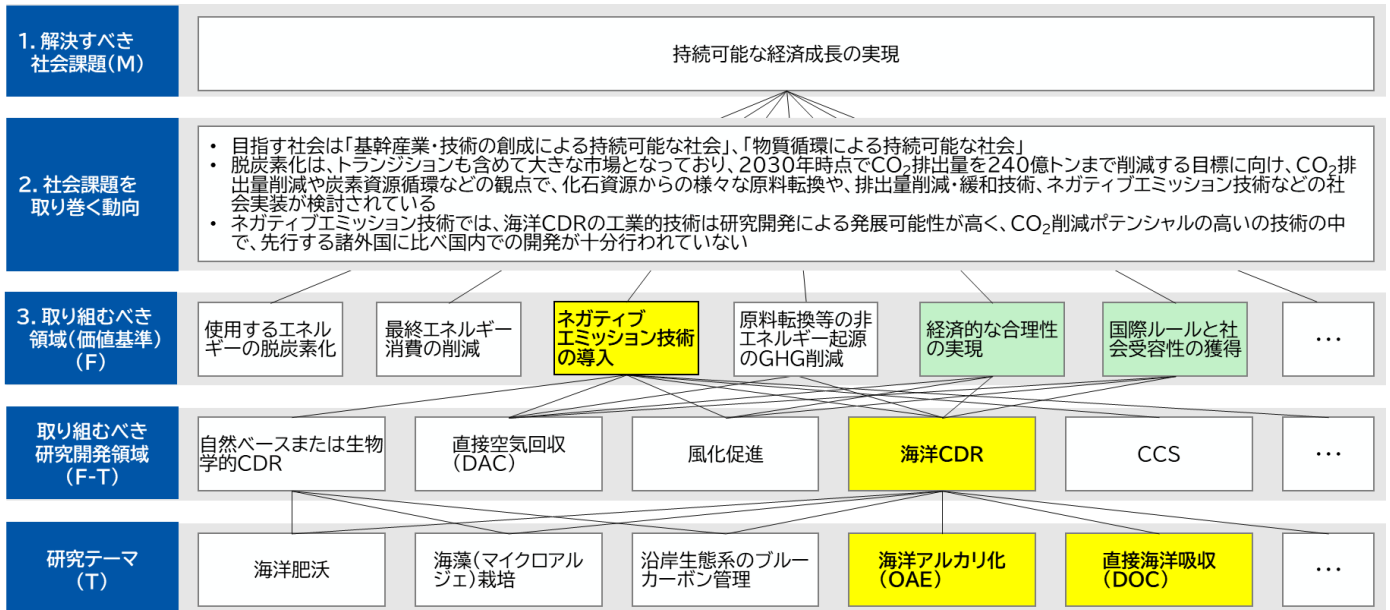 1. 解決すべき
社会課題(M)
持続可能な経済成長の実現
2. 社会課題を
取り巻く動向
• 目指す社会は「基幹産業・技術の創成による持続可能な社会」、「物質循環による持続可能な社会」
• 脱炭素化は、トランジションも含めて大きな市場となっており、2030年時点でCO₂排出量を240億トンまで削減する目標に向け、CO₂排
出量削減や炭素資源循環などの観点で、化石資源からの様々な原料転換や、排出量削減・緩和技術、ネガティブエミッション技術などの社
会実装が検討されている
• ネガティブエミッション技術では、海洋CDRの工業的技術は研究開発による発展可能性が高く、CO₂削減ポテンシャルの高いの技術の中
で、先行する諸外国に比べ国内での開発が十分行われていない
3. 取り組むべき
領域(価値基準)
(F)
使用するエネル
ギーの脱炭素化
最終エネルギー
消費の削減
ネガティブ
エミッション技術
の導入
原料転換等の非
エネルギー起源
のGHG削減
経済的な合理性
の実現
国際ルールと社
会受容性の獲得
…
取り組むべき
研究開発領域
(F-T)
自然ベースまたは生物
学的CDR
直接空気回収
(DAC)
風化促進
海洋CDR
CCS
…
研究テーマ
(T)
海洋肥沃
海藻(マイクロアル
ジェ)栽培
沿岸生態系のブルー
カーボン管理
海洋アルカリ化
(OAE)
直接海洋吸収
(DOC)
…